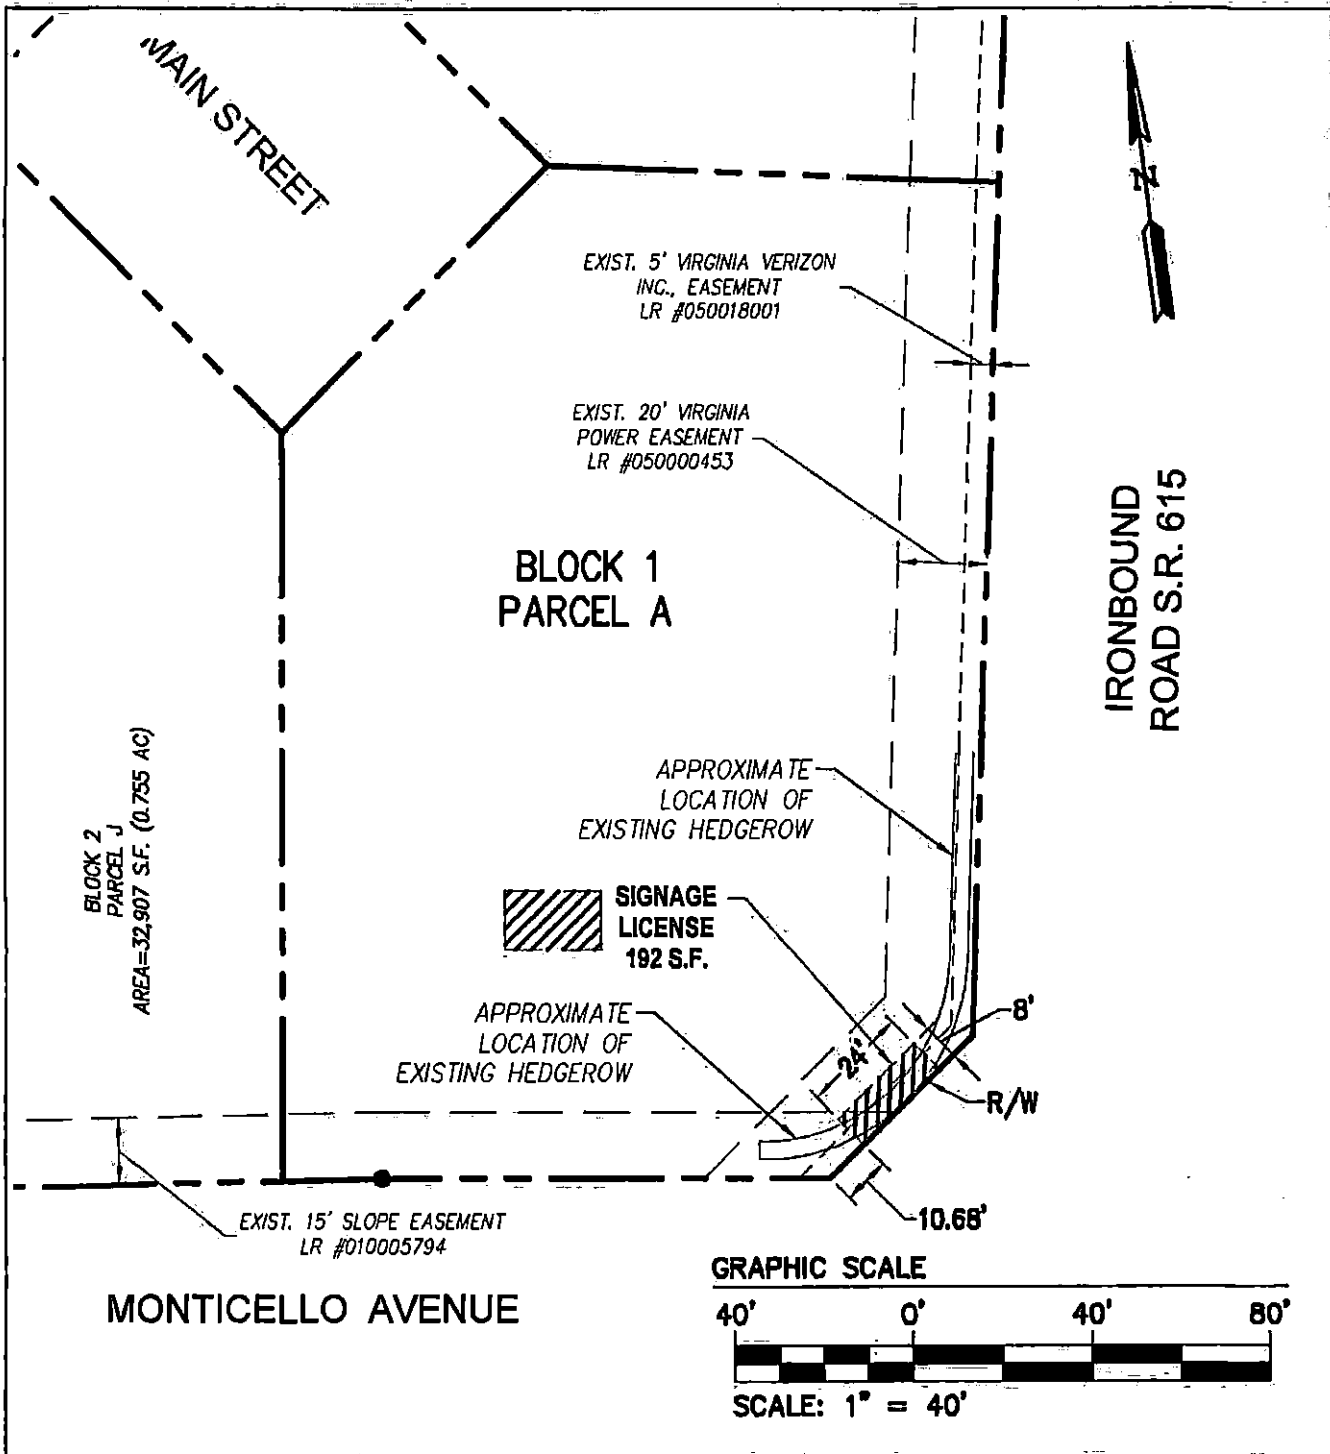 MAIN STREET
N
EXIST. 5' VIRGINIA VERIZON
INC., EASEMENT
LR #050018001
EXIST. 20' VIRGINIA
POWER EASEMENT
LR #050000453
IRONBOUND
ROAD S.R. 615
BLOCK 1
PARCEL A
BLOCK 2
PARCEL J
AREA=32,907 S.F. (0.755 AC)
APPROXIMATE
LOCATION OF
EXISTING HEDGEROW
SIGNAGE
LICENSE
192 S.F.
APPROXIMATE
LOCATION OF
EXISTING HEDGEROW
24'
8'
R/W
10.68'
EXIST. 15' SLOPE EASEMENT
LR #010005794
MONTICELLO AVENUE
GRAPHIC SCALE
40' 0' 40' 80'
SCALE: 1" = 40'